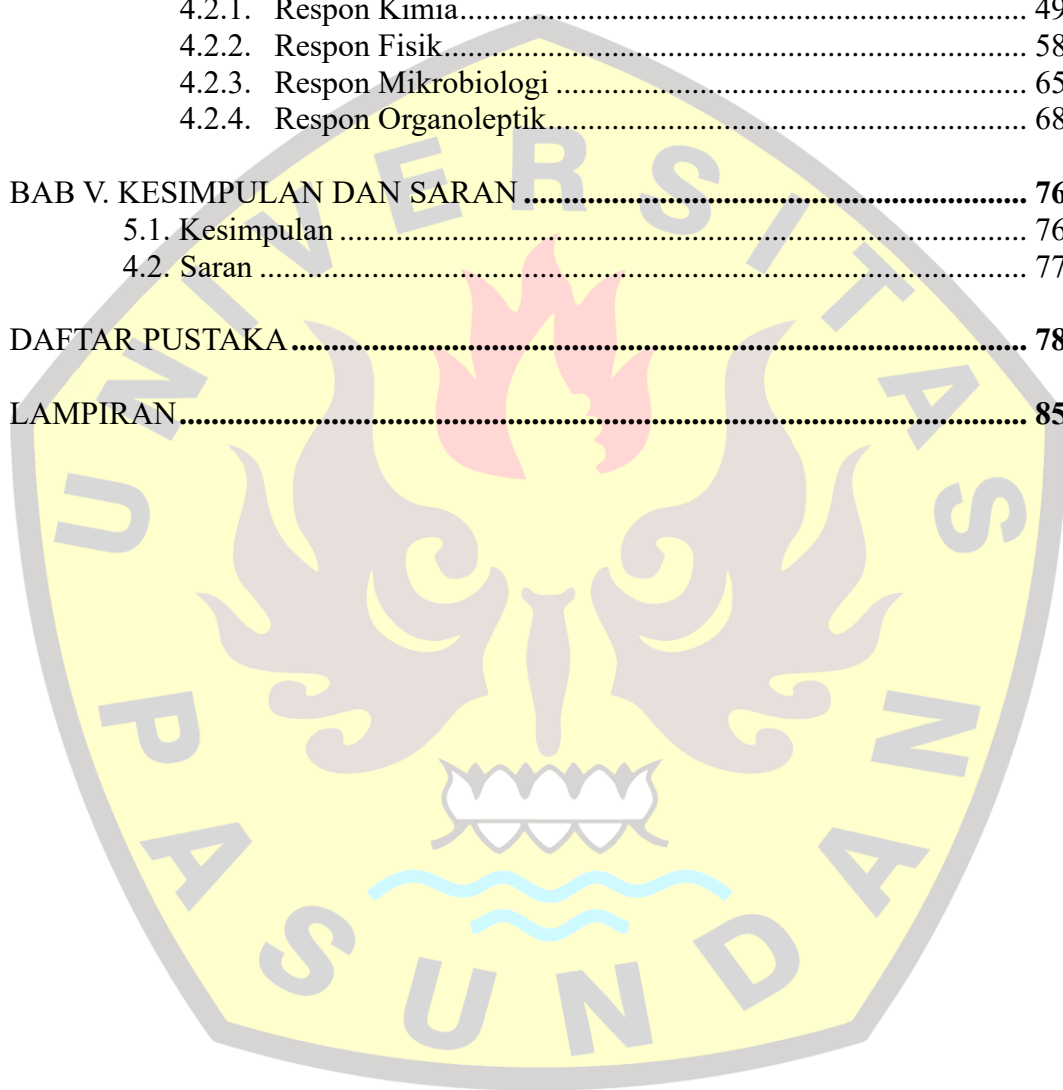 4.2.1. Respon Kimia.......... 49
4.2.2. Respon Fisik.......... 58
4.2.3. Respon Mikrobiologi .......... 65
4.2.4. Respon Organoleptik.......... 68
BAB V. KESIMPULAN DAN SARAN .......... 76
5.1. Kesimpulan .......... 76
4.2. Saran .......... 77
DAFTAR PUSTAKA.......... 78
LAMPIRAN.......... 85
UNIVERSITAS
PASUNDAN